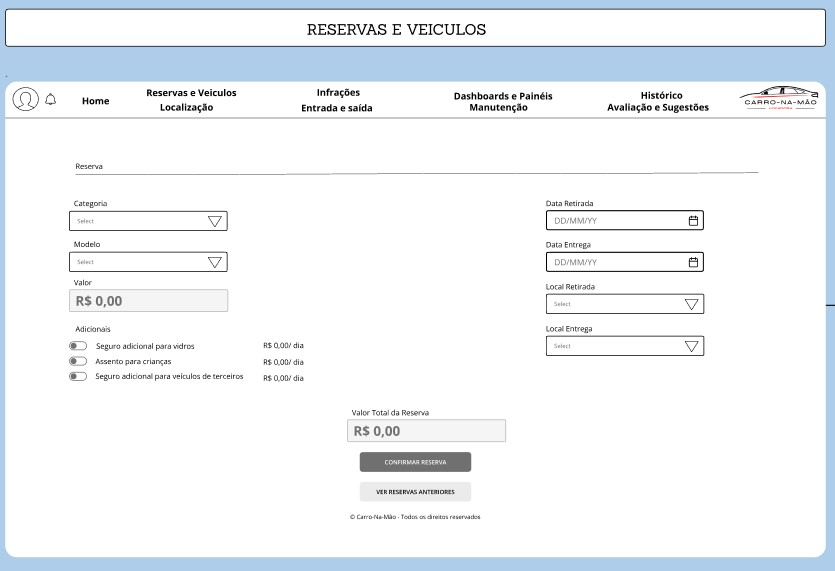 RESERVAS E VEICULOS
Home
Reservas e Veiculos
Localização
Infrações
Entrada e saída
Dashboards e Painéis
Manutenção
Histórico
Avaliação e Sugestões
CARRO-NA-MÃO
LOCADORA
Reserva
Categoria
Select
Modelo
Select
Valor
R$ 0,00
Adicionais
Seguro adicional para vidros R$ 0,00/ dia
Assento para crianças R$ 0,00/ dia
Seguro adicional para veículos de terceiros R$ 0,00/ dia
Data Retirada
DD/MM/YY
Data Entrega
DD/MM/YY
Local Retirada
Select
Local Entrega
Select
Valor Total da Reserva
R$ 0,00
CONFIRMAR RESERVA
VER RESERVAS ANTERIORES
© Carro-Na-Mão - Todos os direitos reservados